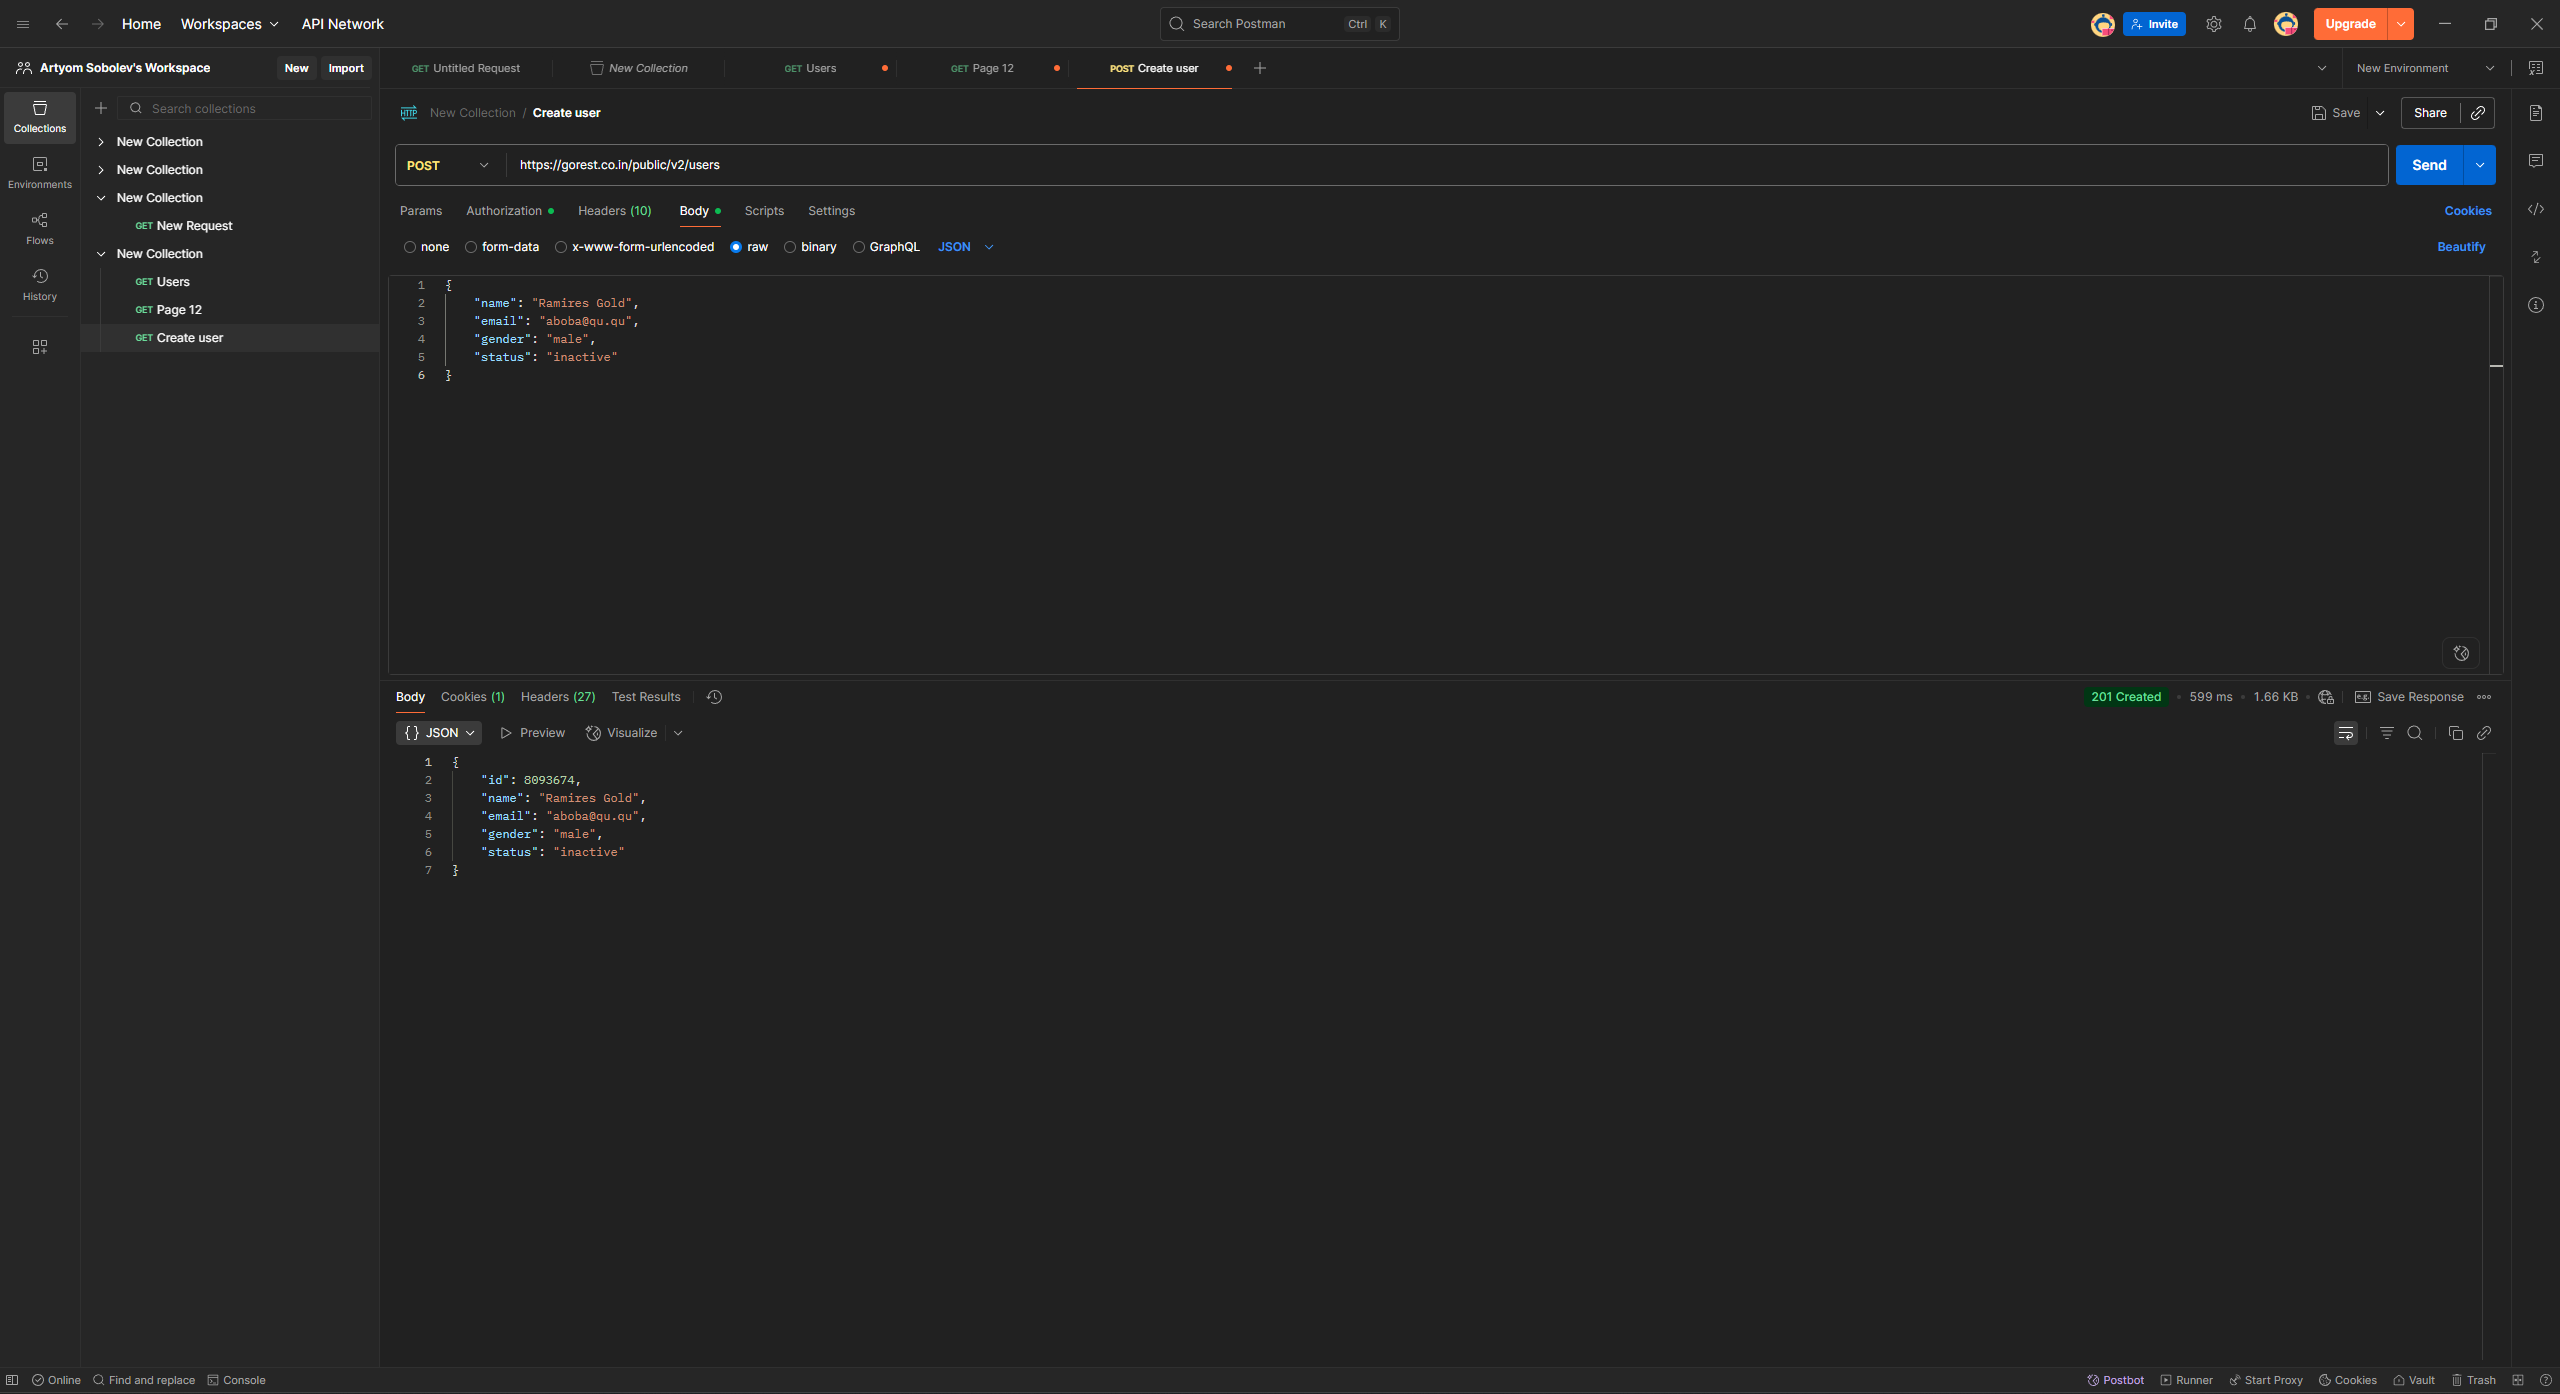 Home Workspaces API Network Search Postman Ctrl K Invite Upgrade
Artyom Sobolev's Workspace New Import
GET Untitled Request New Collection GET Users GET Page 12 POST Create user New Environment
Collections
Environments
Flows
History
Search collections
New Collection
New Collection
New Collection
GET New Request
New Collection
GET Users
GET Page 12
GET Create user
HTTP New Collection / Create user Save Share
POST https://gorest.co.in/public/v2/users Send
Params Authorization Headers (10) Body Scripts Settings Cookies
none form-data x-www-form-urlencoded raw binary GraphQL JSON Beautify
1 {
2 "name": "Ramires Gold",
3 "email": "aboba@qu.qu",
4 "gender": "male",
5 "status": "inactive"
6 }
Body Cookies (1) Headers (27) Test Results 201 Created 599 ms 1.66 KB e.g. Save Response
{} JSON Preview Visualize
1 {
2 "id": 8093674,
3 "name": "Ramires Gold",
4 "email": "aboba@qu.qu",
5 "gender": "male",
6 "status": "inactive"
7 }
Online Find and replace Console Postbot Runner Start Proxy Cookies Vault Trash